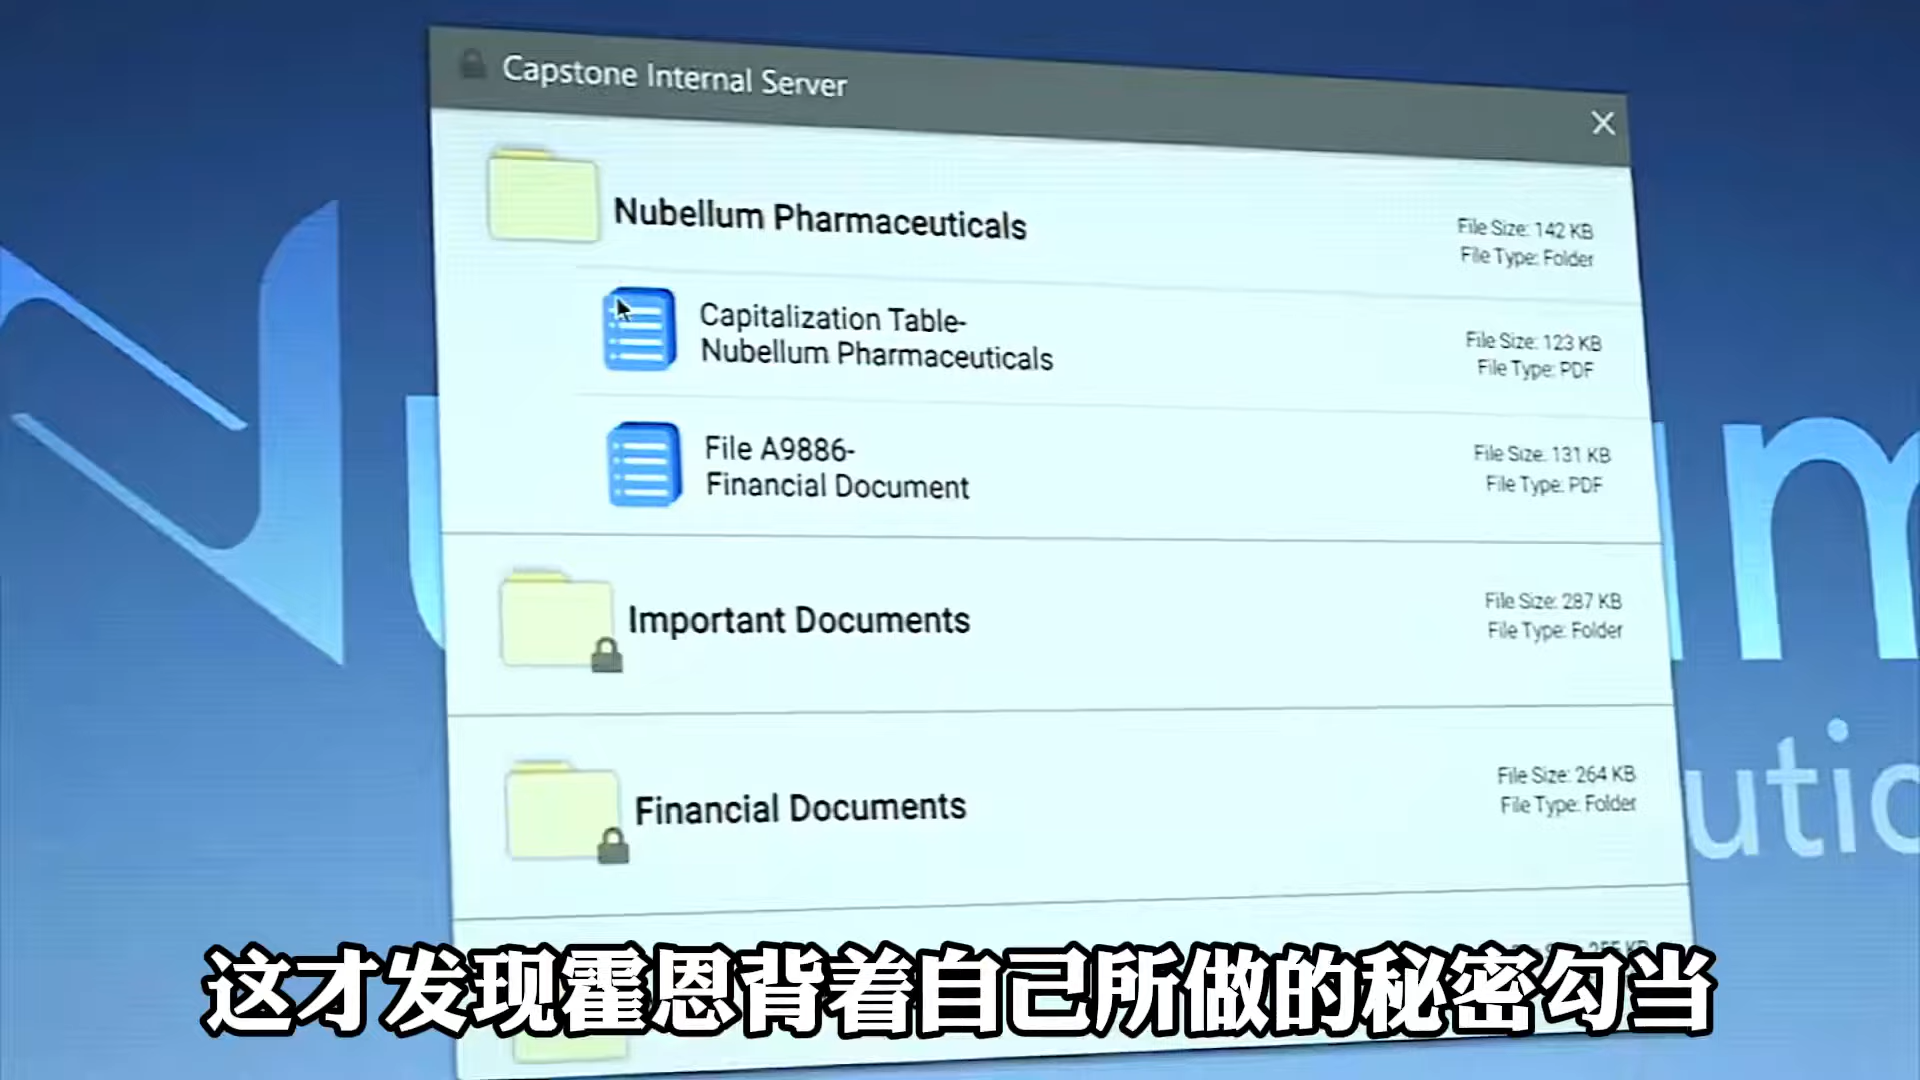 Capstone Internal Server
Nubellum Pharmaceuticals
File Size: 142 KB
File Type: Folder
Capitalization Table-
Nubellum Pharmaceuticals
File Size: 123 KB
File Type: PDF
File A9886-
Financial Document
File Size: 131 KB
File Type: PDF
Important Documents
File Size: 287 KB
File Type: Folder
Financial Documents
File Size: 264 KB
File Type: Folder
这才发现霍恩背着自己所做的秘密勾当